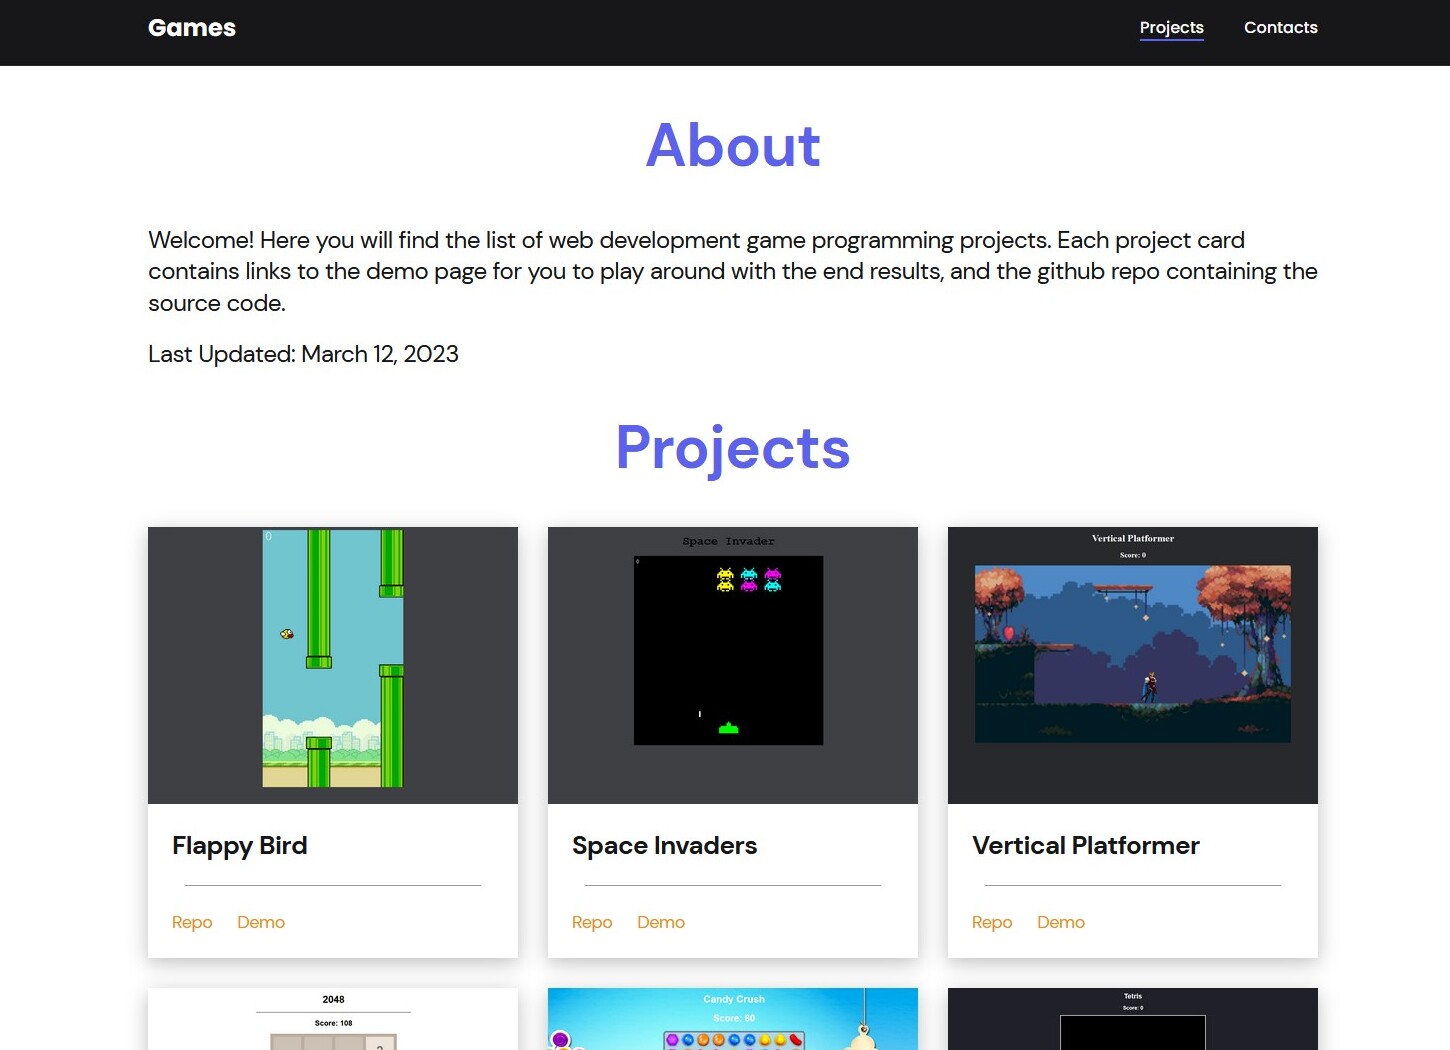 Games
Projects
Contacts
About
Welcome! Here you will find the list of web development game programming projects. Each project card
contains links to the demo page for you to play around with the end results, and the github repo containing the
source code.
Last Updated: March 12, 2023
Projects
0
Space Invader
0
Vertical Platformer
Score: 0
Flappy Bird
Space Invaders
Vertical Platformer
Repo Demo
Repo Demo
Repo Demo
2048
Score: 108
Candy Crush
Score: 80
Tetris
Score: 0